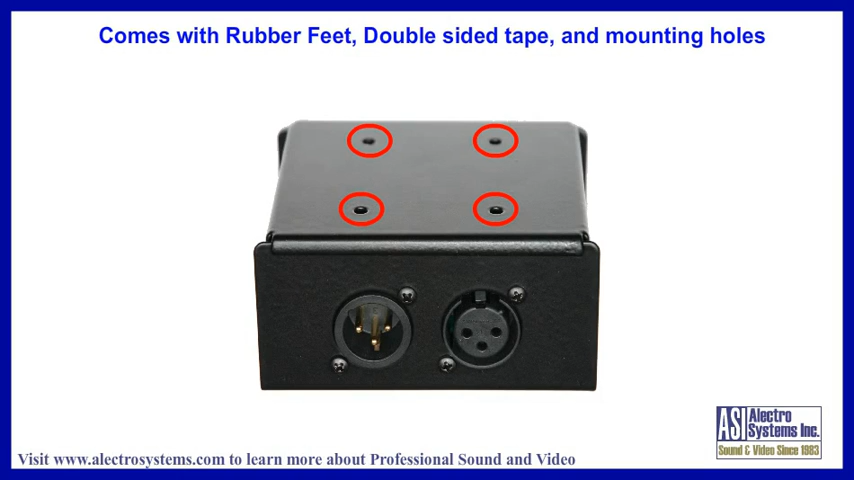 Comes with Rubber Feet, Double sided tape, and mounting holes
ASI Alectro
Systems Inc.
Sound & Video Since 1983
Visit www.alectrosystems.com to learn more about Professional Sound and Video